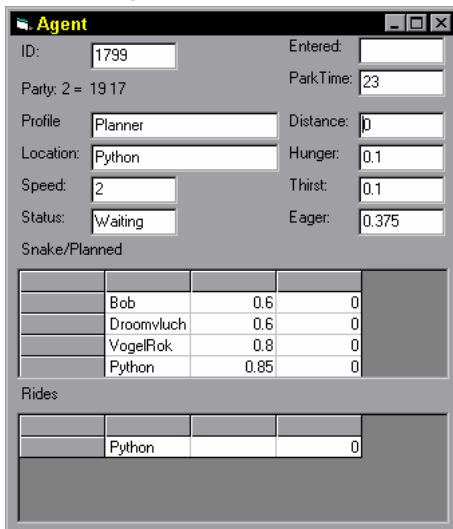 Agent
ID: 1799 Entered:
Party: 2 = 19 17 ParkTime: 23
Profile Planner Distance: 0
Location: Python Hunger: 0.1
Speed: 2 Thirst: 0.1
Status: Waiting Eager: 0.375
Snake/Planned
Bob 0.6 0
Droomvluch 0.6 0
VogelRok 0.8 0
Python 0.85 0
Rides
Python 0